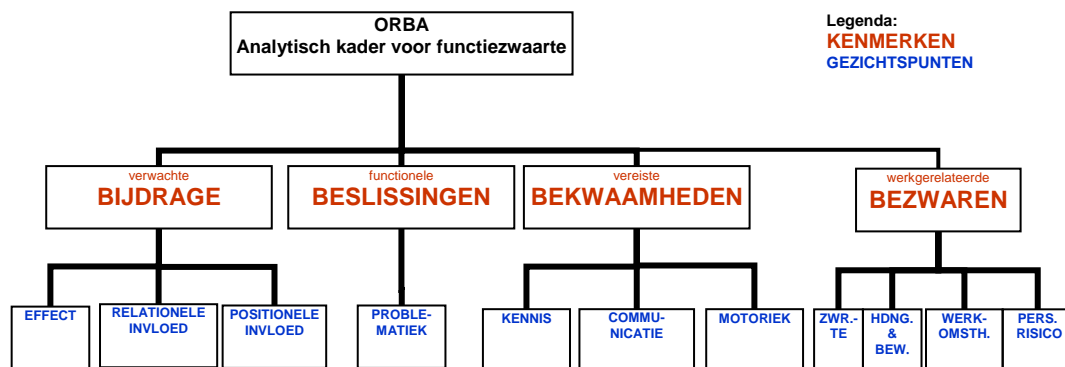 ORBA
Analytisch kader voor functiezwaarte
Legenda:
KENMERKEN
GEZICHTSPUNTEN
verwachte
BIJDRAGE
functionele
BESLISSINGEN
vereiste
BEKWAAMHEDEN
werkgerelateerde
BEZWAREN
EFFECT
RELATIONELE
INVLOED
POSITIONELE
INVLOED
PROBLE-
MATIEK
KENNIS
COMMU-
NICATIE
MOTORIEK
ZWR.-
TE
HDNG.
&
BEW.
WERK-
OMSTH.
PERS.
RISICO